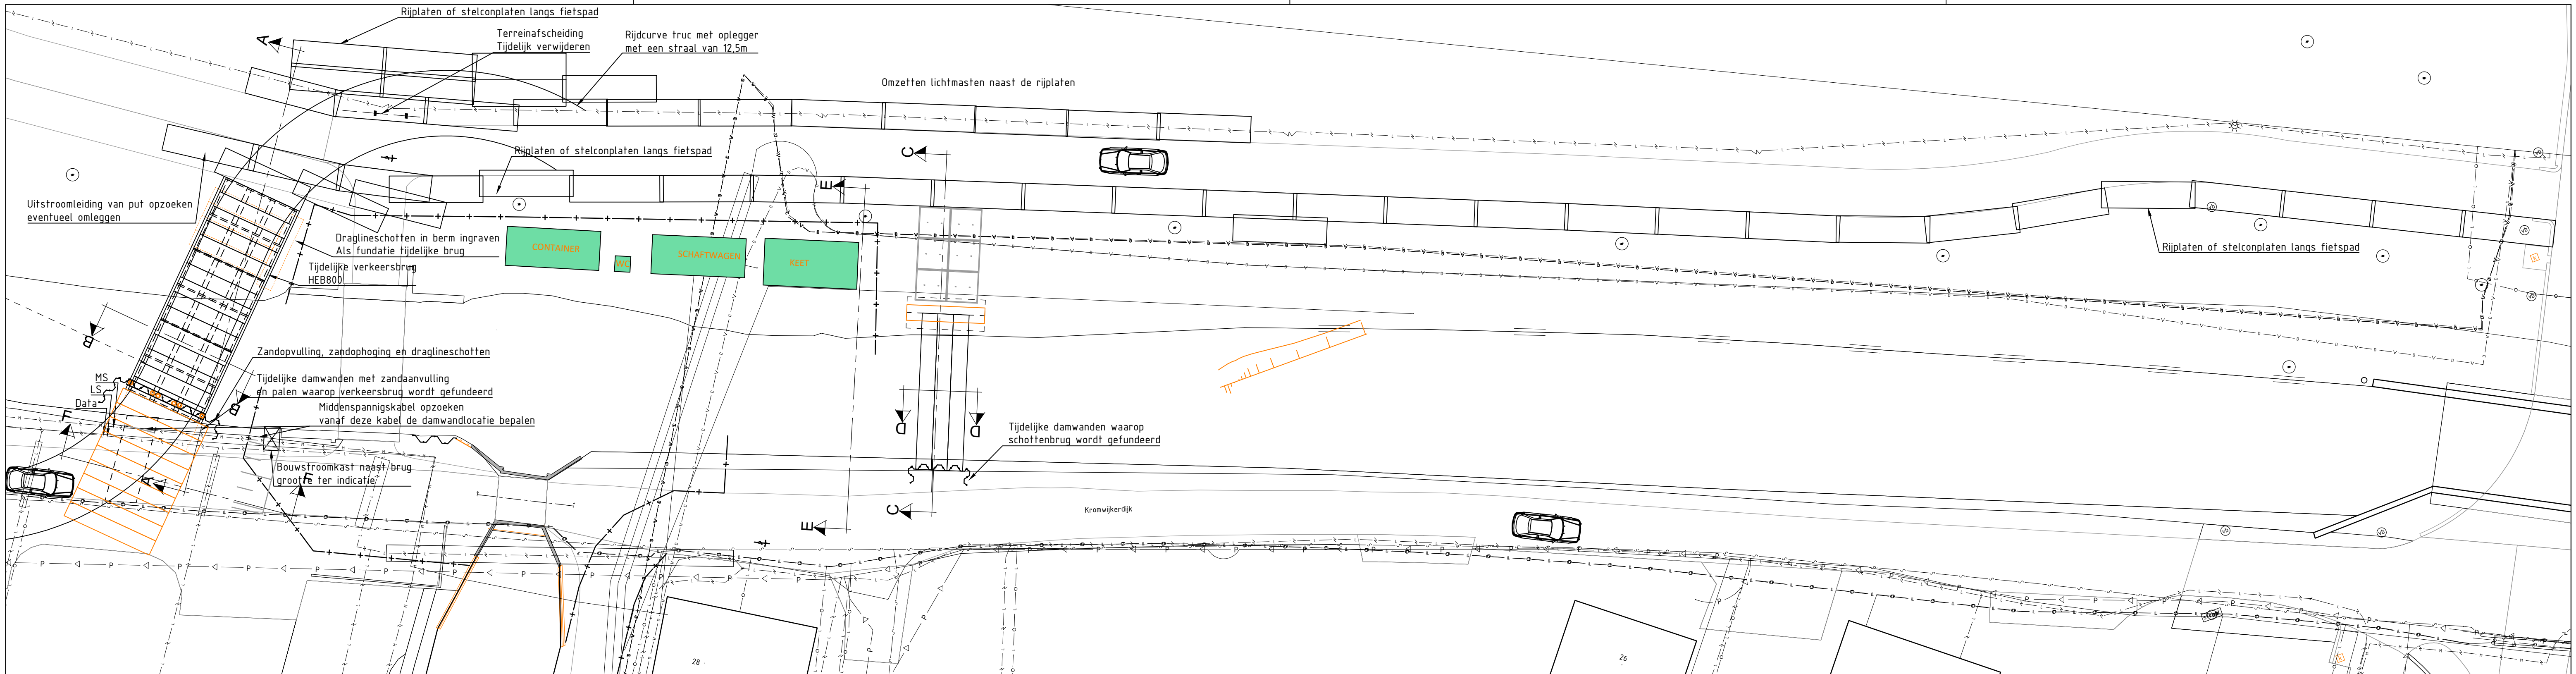 Rijplaten of stelconplaten langs fietspad
Terreinafscheiding
Tijdelijk verwijderen
Rijdcurve truc met oplegger
met een straal van 12,5m
Omzetten lichtmasten naast de rijplaten
A
Rijplaten of stelconplaten langs fietspad
C
E
Uitstroomleiding van put opzoeken
eventueel omleggen
Draglineschotten in berm ingraven
Als fundatie tijdelijke brug
Tijdelijke verkeersbrug
HEB800
CONTAINER
WC
SCHAFTWAGEN
KEET
Rijplaten of stelconplaten langs fietspad
B
Zandopvulling, zandophoging en draglineschotten
MS
LS
Data
Tijdelijke damwanden met zandaanvulling
en palen waarop verkeersbrug wordt gefundeerd
B
F
Middenspanningskabel opzoeken
vanaf deze kabel de damwandlocatie bepalen
D
D
Tijdelijke damwanden waarop
schottenbrug wordt gefundeerd
Bouwstroomkast naast brug
grootte ter indicatie
A
F
E
C
Kromwijkerdijk
28
26